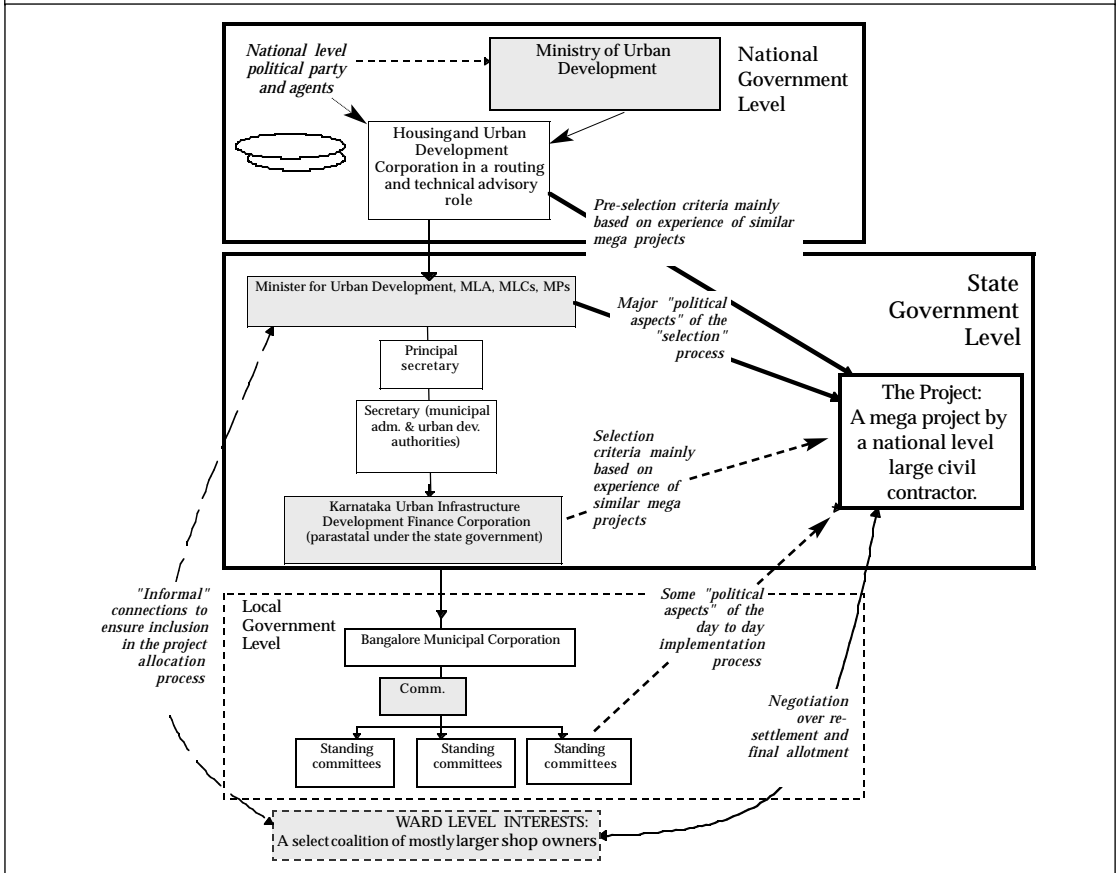 National level
political party
and agents
Ministry of Urban
Development
National
Government
Level
Housingand Urban
Development
Corporation in a routing
and technical advisory
role
Pre-selection criteria mainly
based on experience of similar
mega projects
State
Government
Level
Minister for Urban Development, MLA, MLCs, MPs
Major "political
aspects" of the
"selection"
process
Principal
secretary
Secretary (municipal
adm. & urban dev.
authorities)
The Project:
A mega project by
a national level
large civil
contractor.
Selection
criteria mainly
based on
experience of
similar mega
projects
Karnataka Urban Infrastructure
Development Finance Corporation
(parastatal under the state government)
"Informal"
connections to
ensure inclusion
in the project
allocation
process
Local
Government
Level
Some "political
aspects" of the
day to day
implementation
process
Bangalore Municipal Corporation
Comm.
Standing
committees
Standing
committees
Standing
committees
Negotiation
over re-
settlement and
final allotment
WARD LEVEL INTERESTS:
A select coalition of mostly larger shop owners